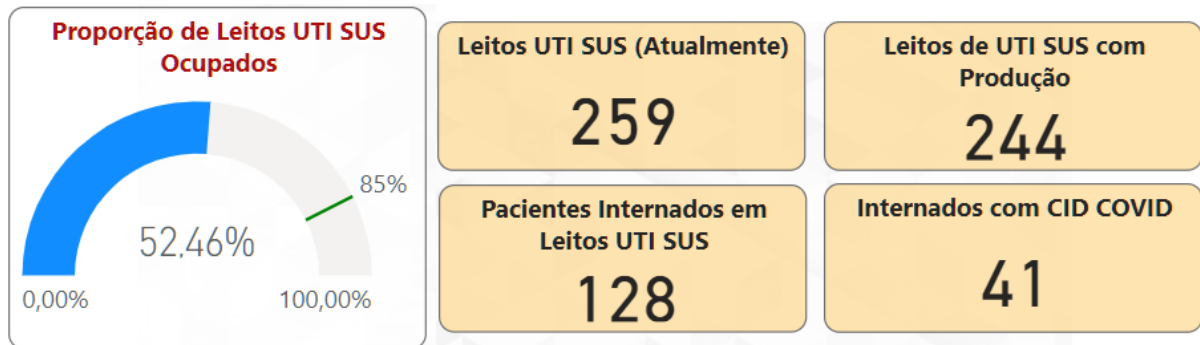 Proporção de Leitos UTI SUS
Ocupados
85%
52,46%
0,00%
100,00%
Leitos UTI SUS (Atualmente)
259
Leitos de UTI SUS com
Produção
244
Pacientes Internados em
Leitos UTI SUS
128
Internados com CID COVID
41